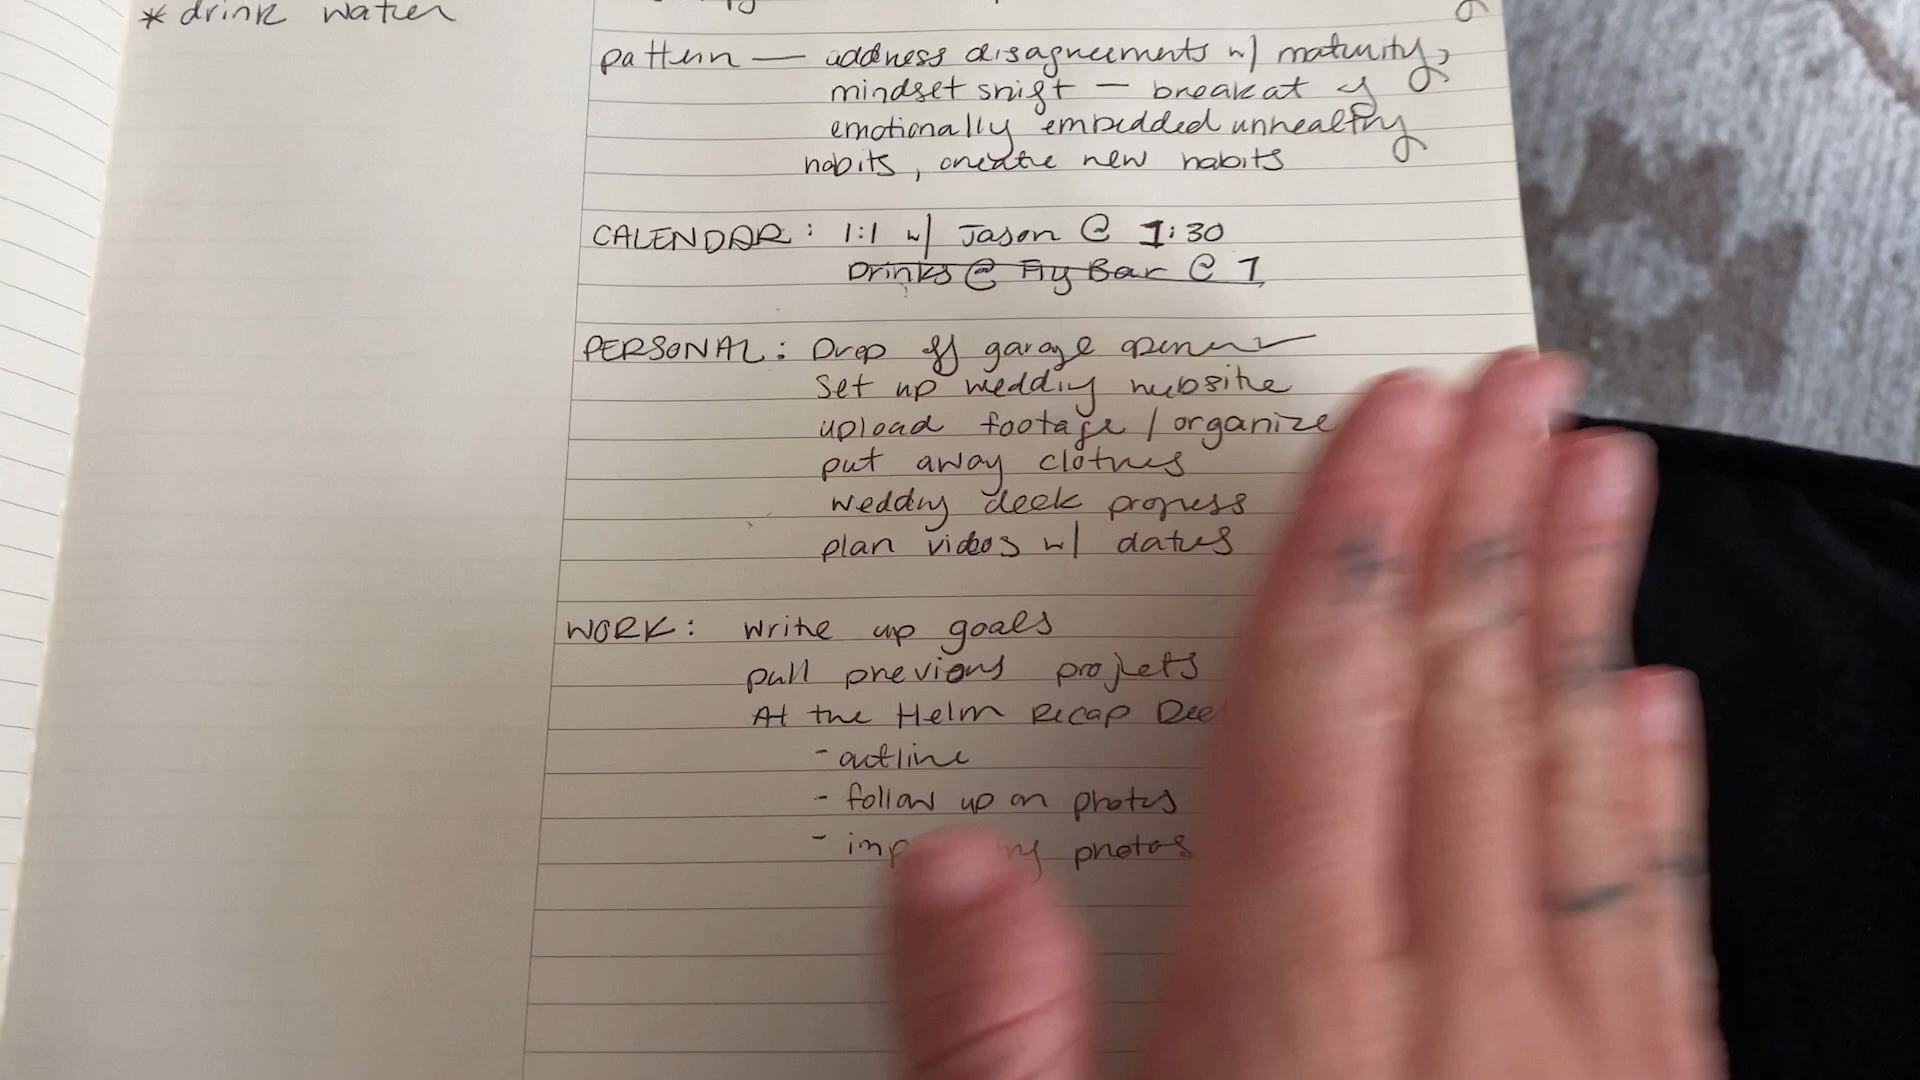 * drink water
pattern — address disagreements w/ maturity,
mindset shift — break at
emotionally embedded unhealthy
habits, create new habits
CALENDAR: 1:1 w/ Jason @ 1:30
Drinks @ Fly Bar @ 7
PERSONAL: Drop off garage opener ✓
Set up wedding website
upload footage / organize
put away clothes
wedding deck progress
plan videos w/ dates
WORK: write up goals
pull previous projects
At the Helm Recap
- outline
- follow up on photos
- photos